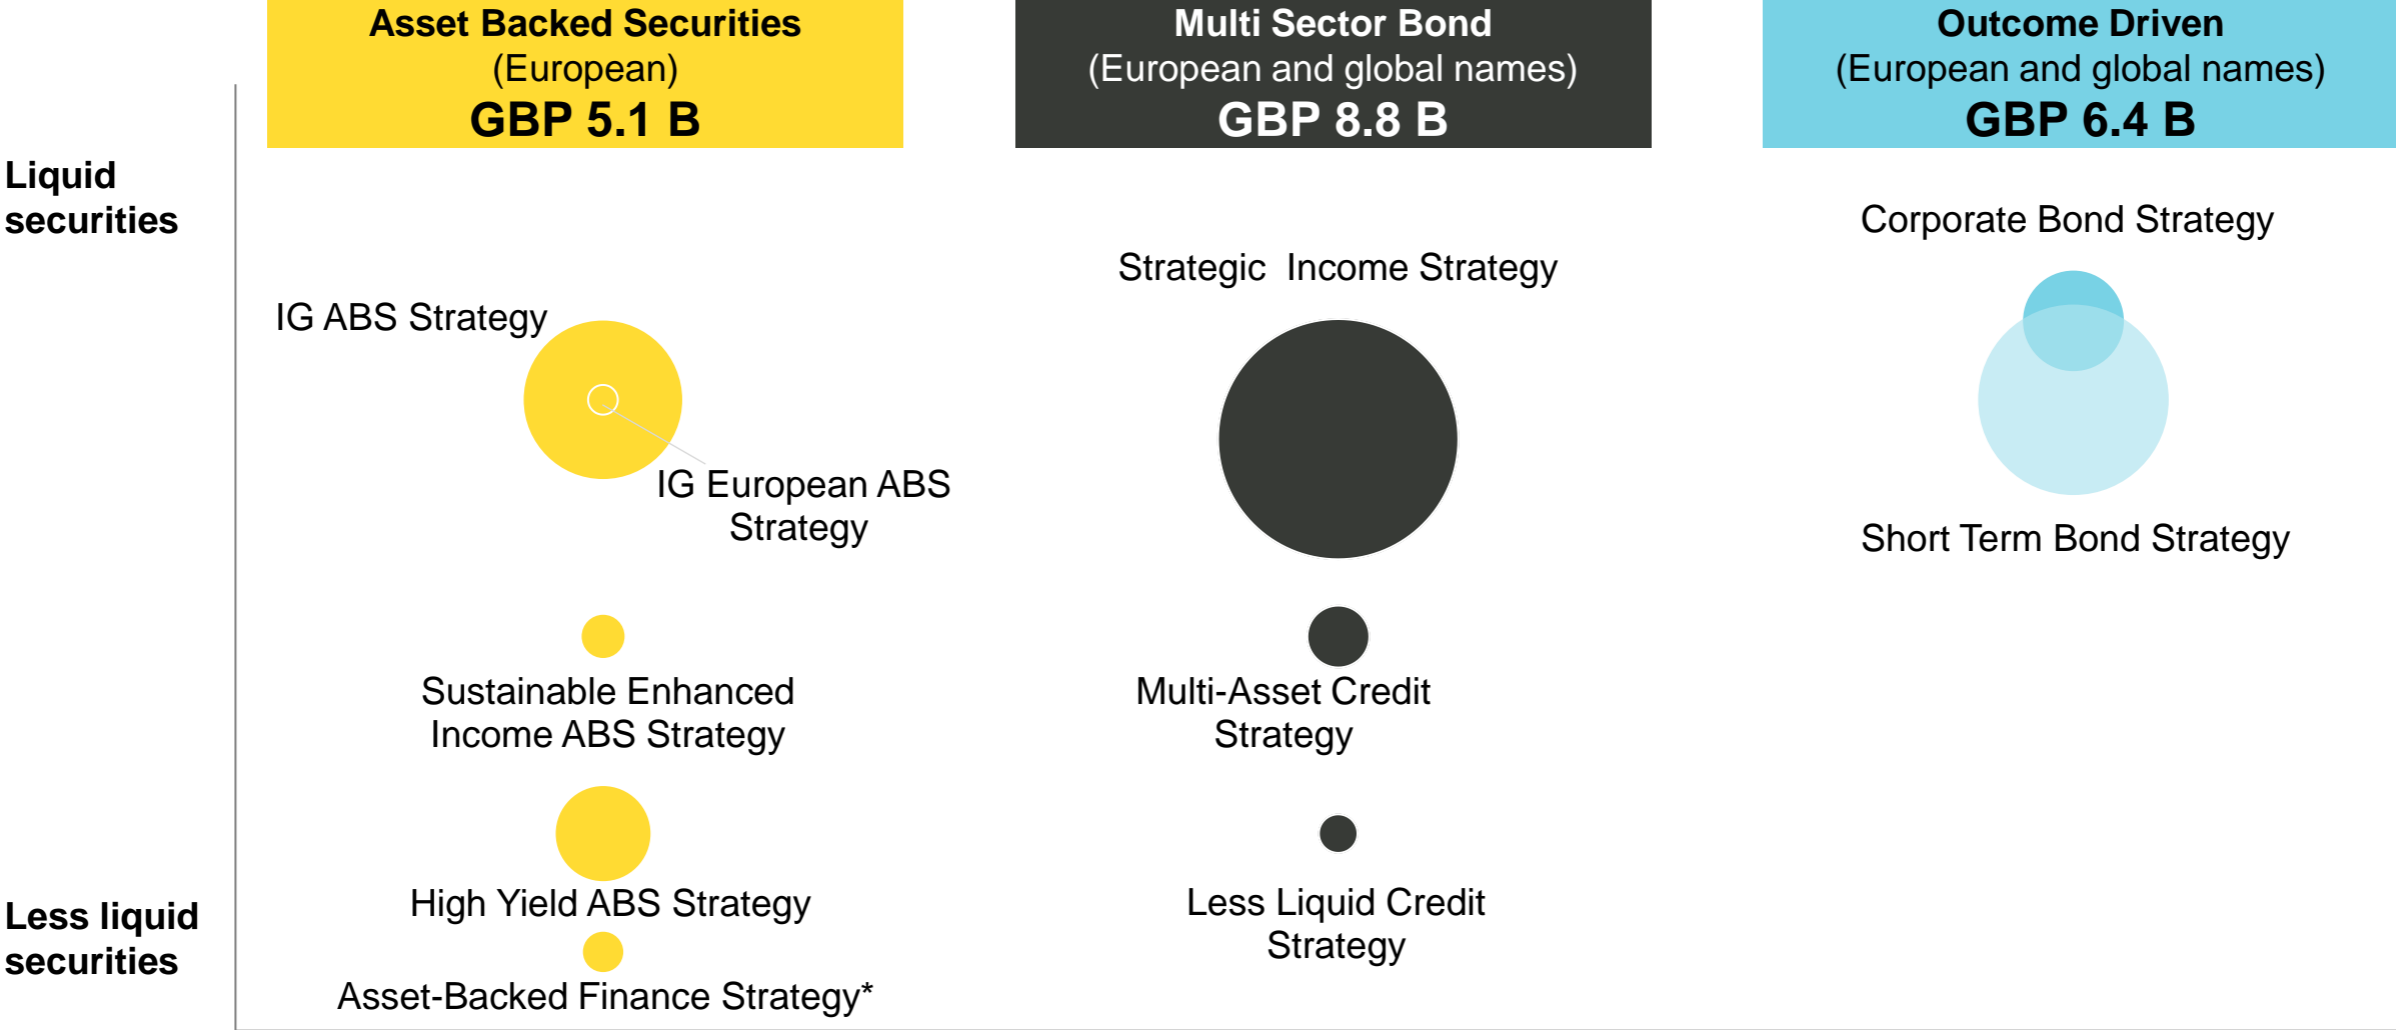 Asset Backed Securities
(European)
GBP 5.1 B
Multi Sector Bond
(European and global names)
GBP 8.8 B
Outcome Driven
(European and global names)
GBP 6.4 B
Liquid
securities
IG ABS Strategy
IG European ABS
Strategy
Sustainable Enhanced
Income ABS Strategy
High Yield ABS Strategy
Asset-Backed Finance Strategy*
Strategic Income Strategy
Multi-Asset Credit
Strategy
Less Liquid Credit
Strategy
Corporate Bond Strategy
Short Term Bond Strategy
Less liquid
securities